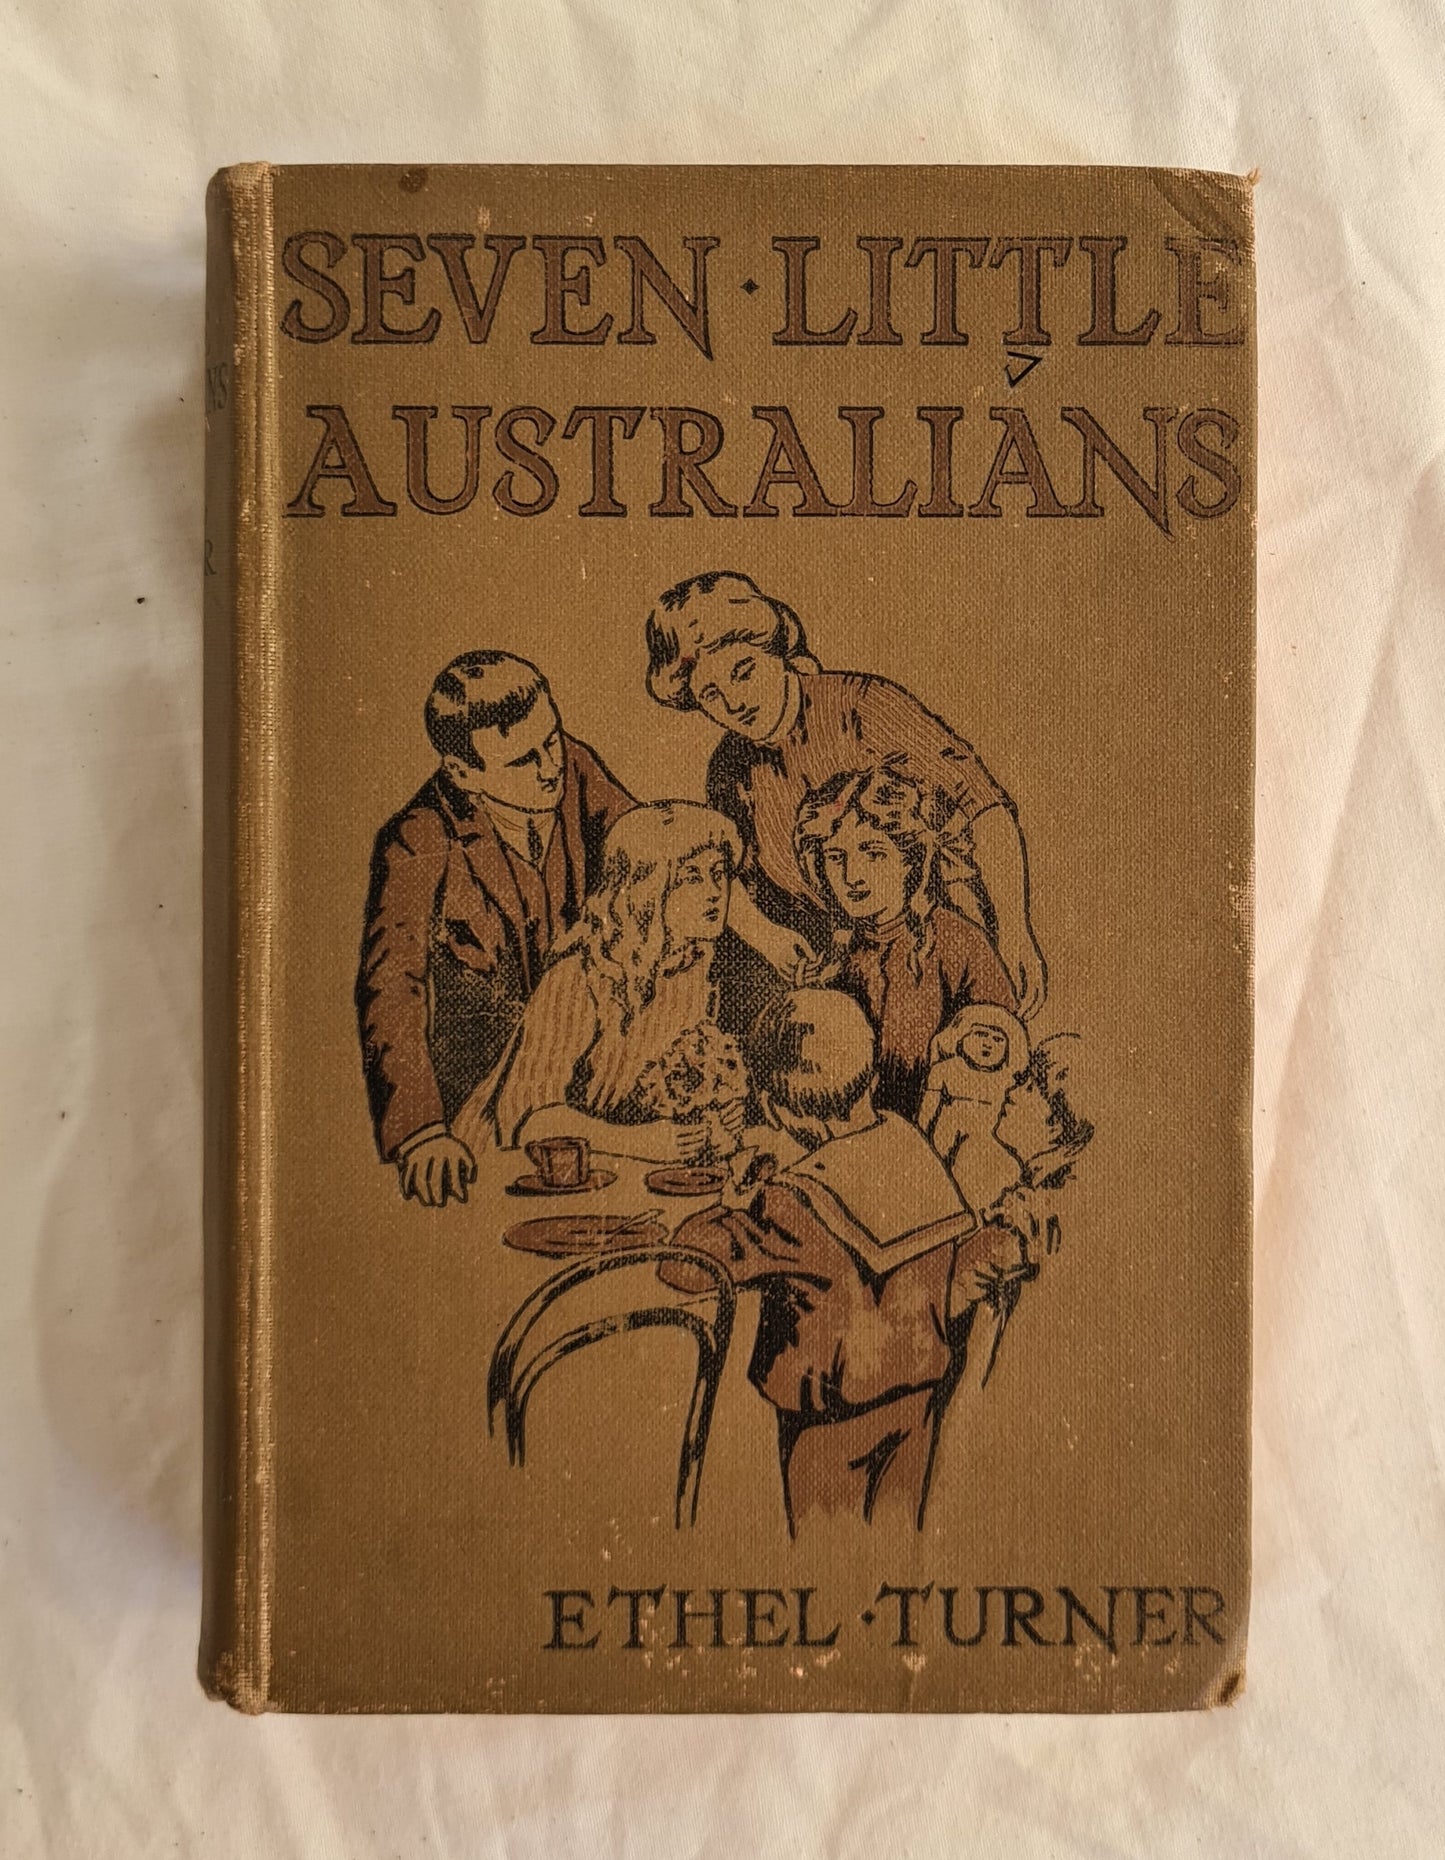 SEVEN · LITTLE
AUSTRALIANS
ETHEL · TURNER